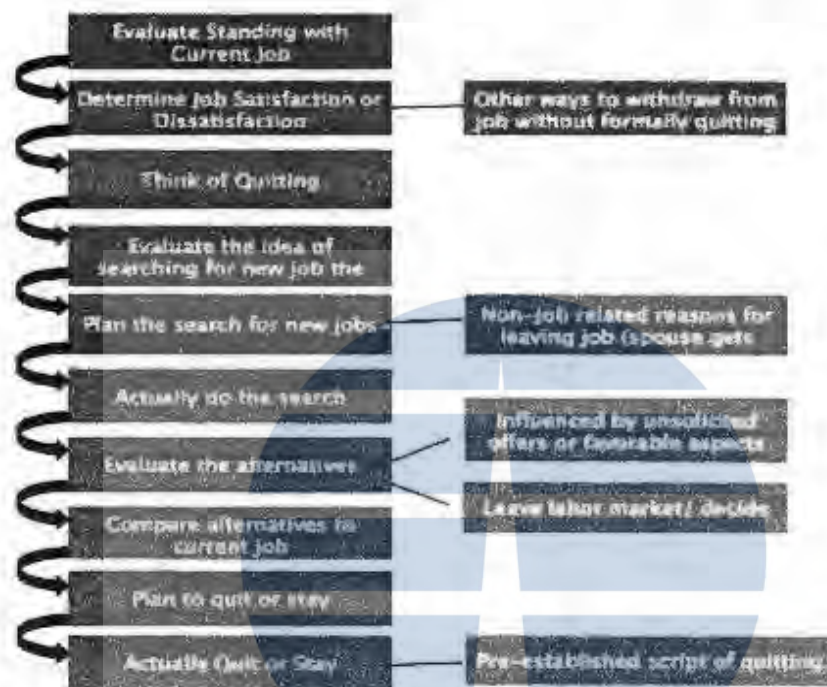 Evaluate Standing with
Current Job
Determine Job Satisfaction or
Dissatisfaction
Other ways to withdraw from
job without formally quitting
Think of Quitting
Evaluate the idea of
searching for new job the
Plan the search for new jobs
Non-job related reasons for
leaving job (spouse gets
Actually do the search
Influenced by unsolicited
offers or favorable aspects
Evaluate the alternatives
Leave labor market/ decide
Compare alternatives to
current job
Plan to quit or stay
Actually Quit or Stay
Pre-established script of quitting